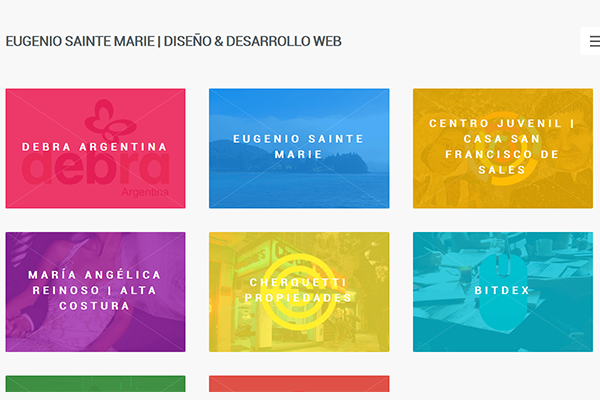 EUGENIO SAINTE MARIE | DISEÑO & DESARROLLO WEB
DEBRA ARGENTINA
debra
Argentina
EUGENIO SAINTE
MARIE
CENTRO JUVENIL |
CASA SAN
FRANCISCO DE
SALES
MARÍA ANGÉLICA
REINOSO | ALTA
COSTURA
CHERQUETTI
PROPIEDADES
BITDEX